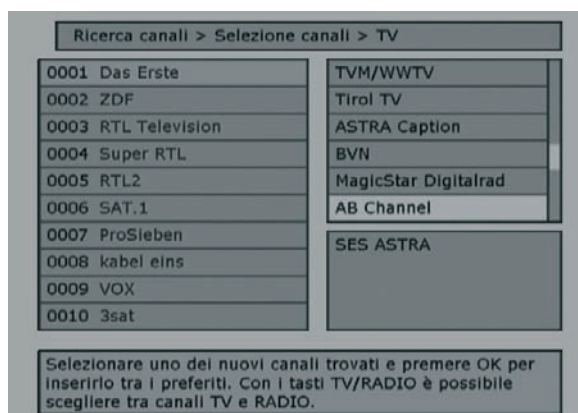 Ricerca canali > Selezione canali > TV
0001 Das Erste
0002 ZDF
0003 RTL Television
0004 Super RTL
0005 RTL2
0006 SAT.1
0007 ProSieben
0008 kabel eins
0009 VOX
0010 3sat
TVM/WWTV
Tirol TV
ASTRA Caption
BVN
MagicStar Digitalrad
AB Channel
SES ASTRA
Selezionare uno dei nuovi canali trovati e premere OK per
inserirlo tra i preferiti. Con i tasti TV/RADIO è possibile
scegliere tra canali TV e RADIO.